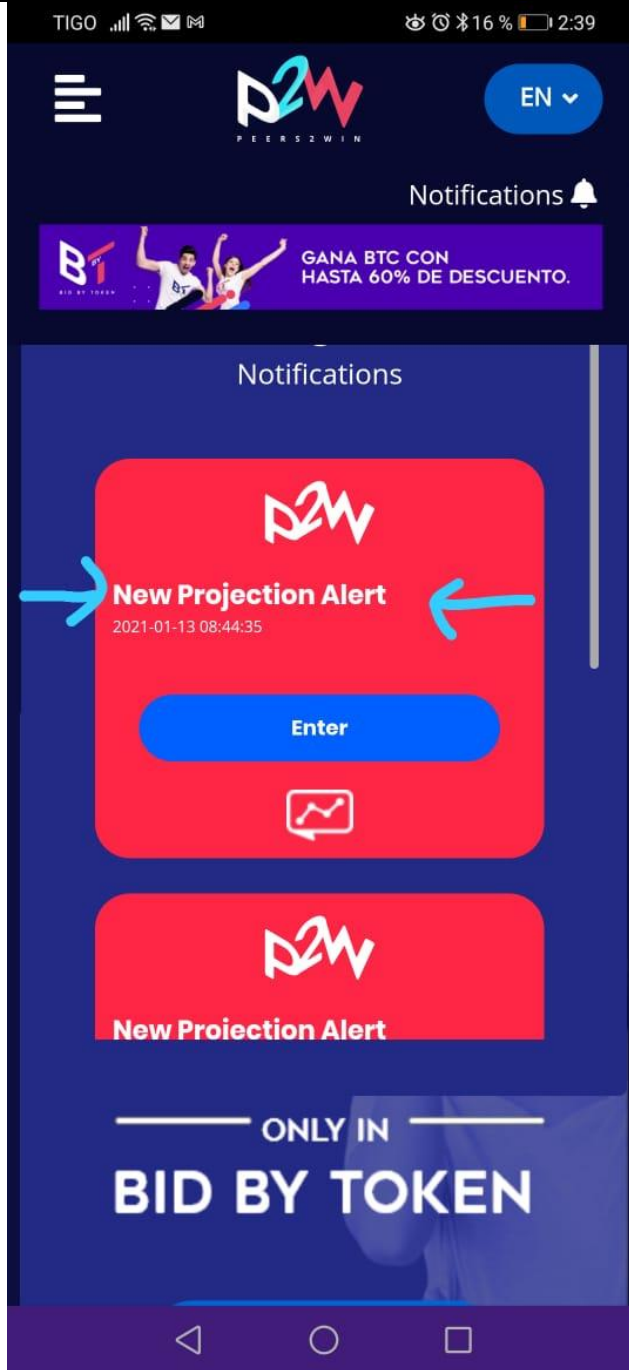 TIGO 16 % 2:39
P2W
PEERS2WIN
EN
Notifications
BT
BY
BID BY TOKEN
GANA BTC CON
HASTA 60% DE DESCUENTO.
Notifications
P2W
New Projection Alert
2021-01-13 08:44:35
Enter
P2W
New Projection Alert
ONLY IN
BID BY TOKEN